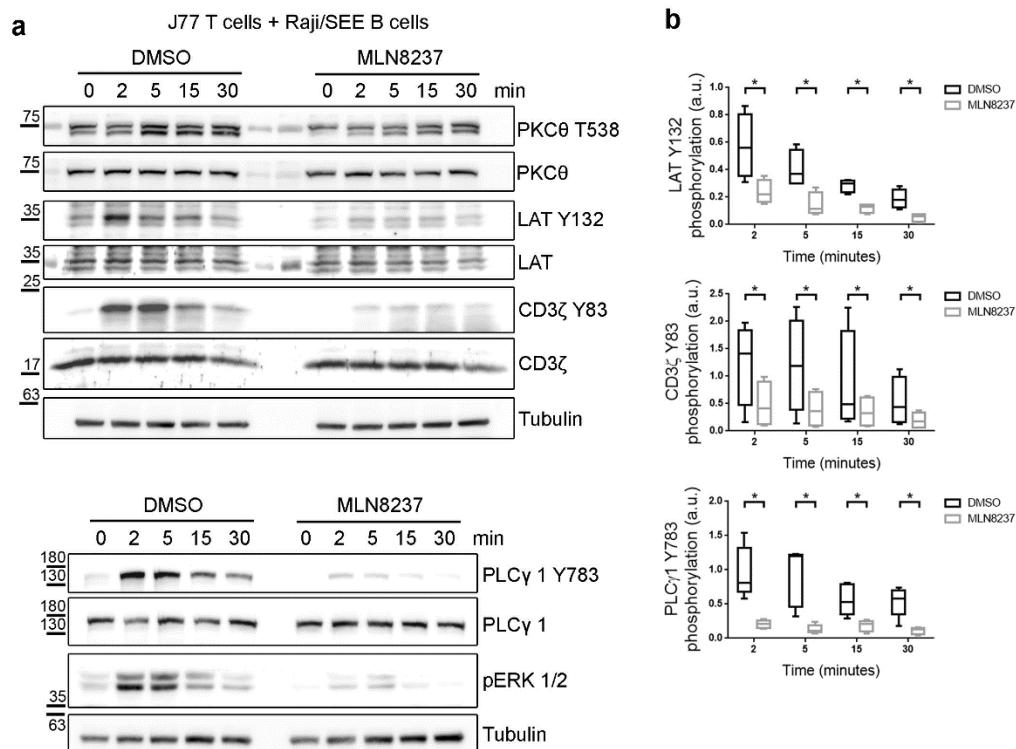 a
J77 T cells + Raji/SEE B cells
DMSO MLN8237
0 2 5 15 30 0 2 5 15 30 min
75 PKCθ T538
75 PKCθ
35 LAT Y132
35 LAT
25
CD3ζ Y83
17 CD3ζ
63
Tubulin
DMSO MLN8237
0 2 5 15 30 0 2 5 15 30 min
180
130 PLCγ 1 Y783
180
130 PLCγ 1
pERK 1/2
35
63
Tubulin
b
LAT Y132
phosphorylation (a.u.)
1.0
0.8
0.6
0.4
0.2
0.0
* * * *
DMSO
MLN8237
2 5 15 30
Time (minutes)
CD3ζ Y83
phosphorylation (a.u.)
2.5
2.0
1.5
1.0
0.5
0.0
* * * *
DMSO
MLN8237
2 5 15 30
Time (minutes)
PLCγ1 Y783
phosphorylation (a.u.)
2.0
1.5
1.0
0.5
0.0
* * * *
DMSO
MLN8237
2 5 15 30
Time (minutes)